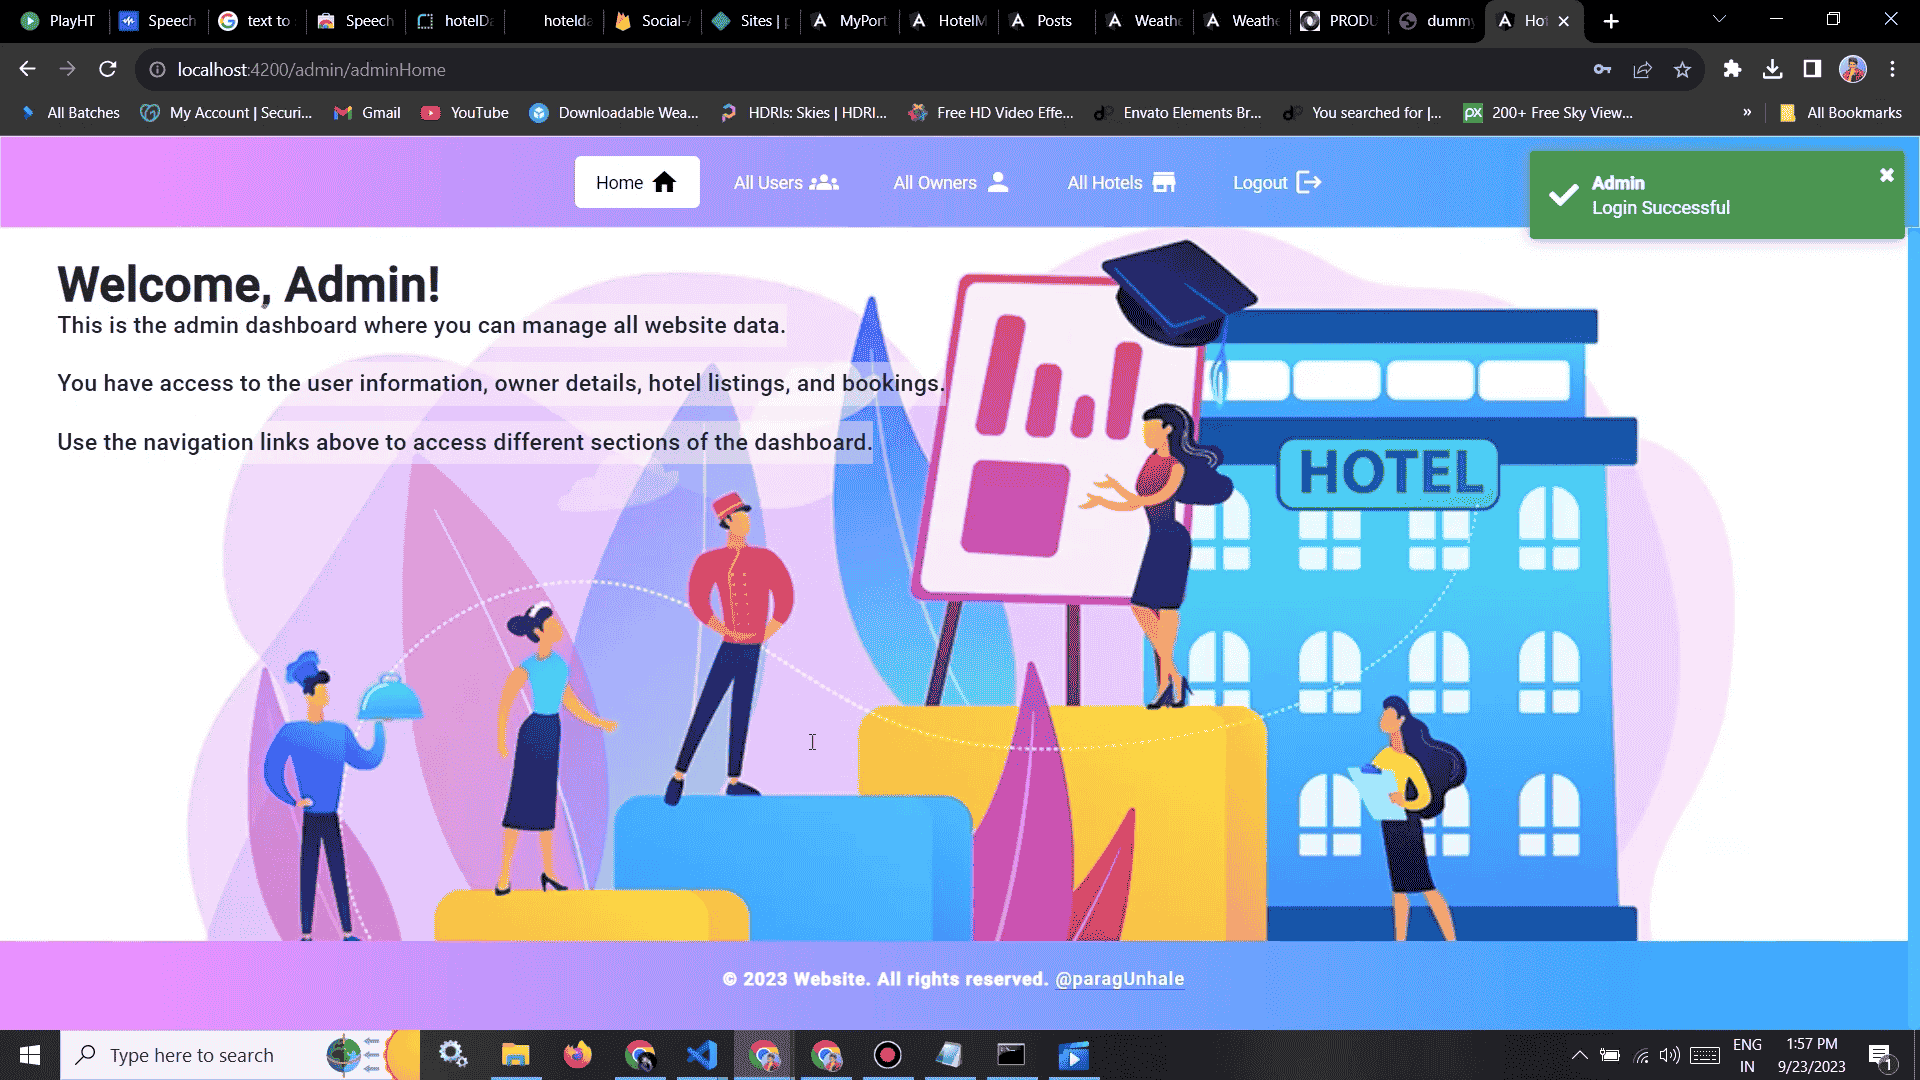 PlayHT
Speech
text to
Speech
hotelDa
hotelda
Social-A
Sites | p
MyPort
HotelM
Posts
Weathe
Weathe
PRODU
dummy
Hot
localhost:4200/admin/adminHome
All Batches
My Account | Securi...
Gmail
YouTube
Downloadable Wea...
HDRIs: Skies | HDRI...
Free HD Video Effe...
Envato Elements Br...
You searched for |...
px
200+ Free Sky View...
»
All Bookmarks
Home
All Users
All Owners
All Hotels
Logout
Admin
Login Successful
Welcome, Admin!
This is the admin dashboard where you can manage all website data.
You have access to the user information, owner details, hotel listings, and bookings.
Use the navigation links above to access different sections of the dashboard.
HOTEL
© 2023 Website. All rights reserved. @paragUnhale
Type here to search
ENG
IN
1:57 PM
9/23/2023
1